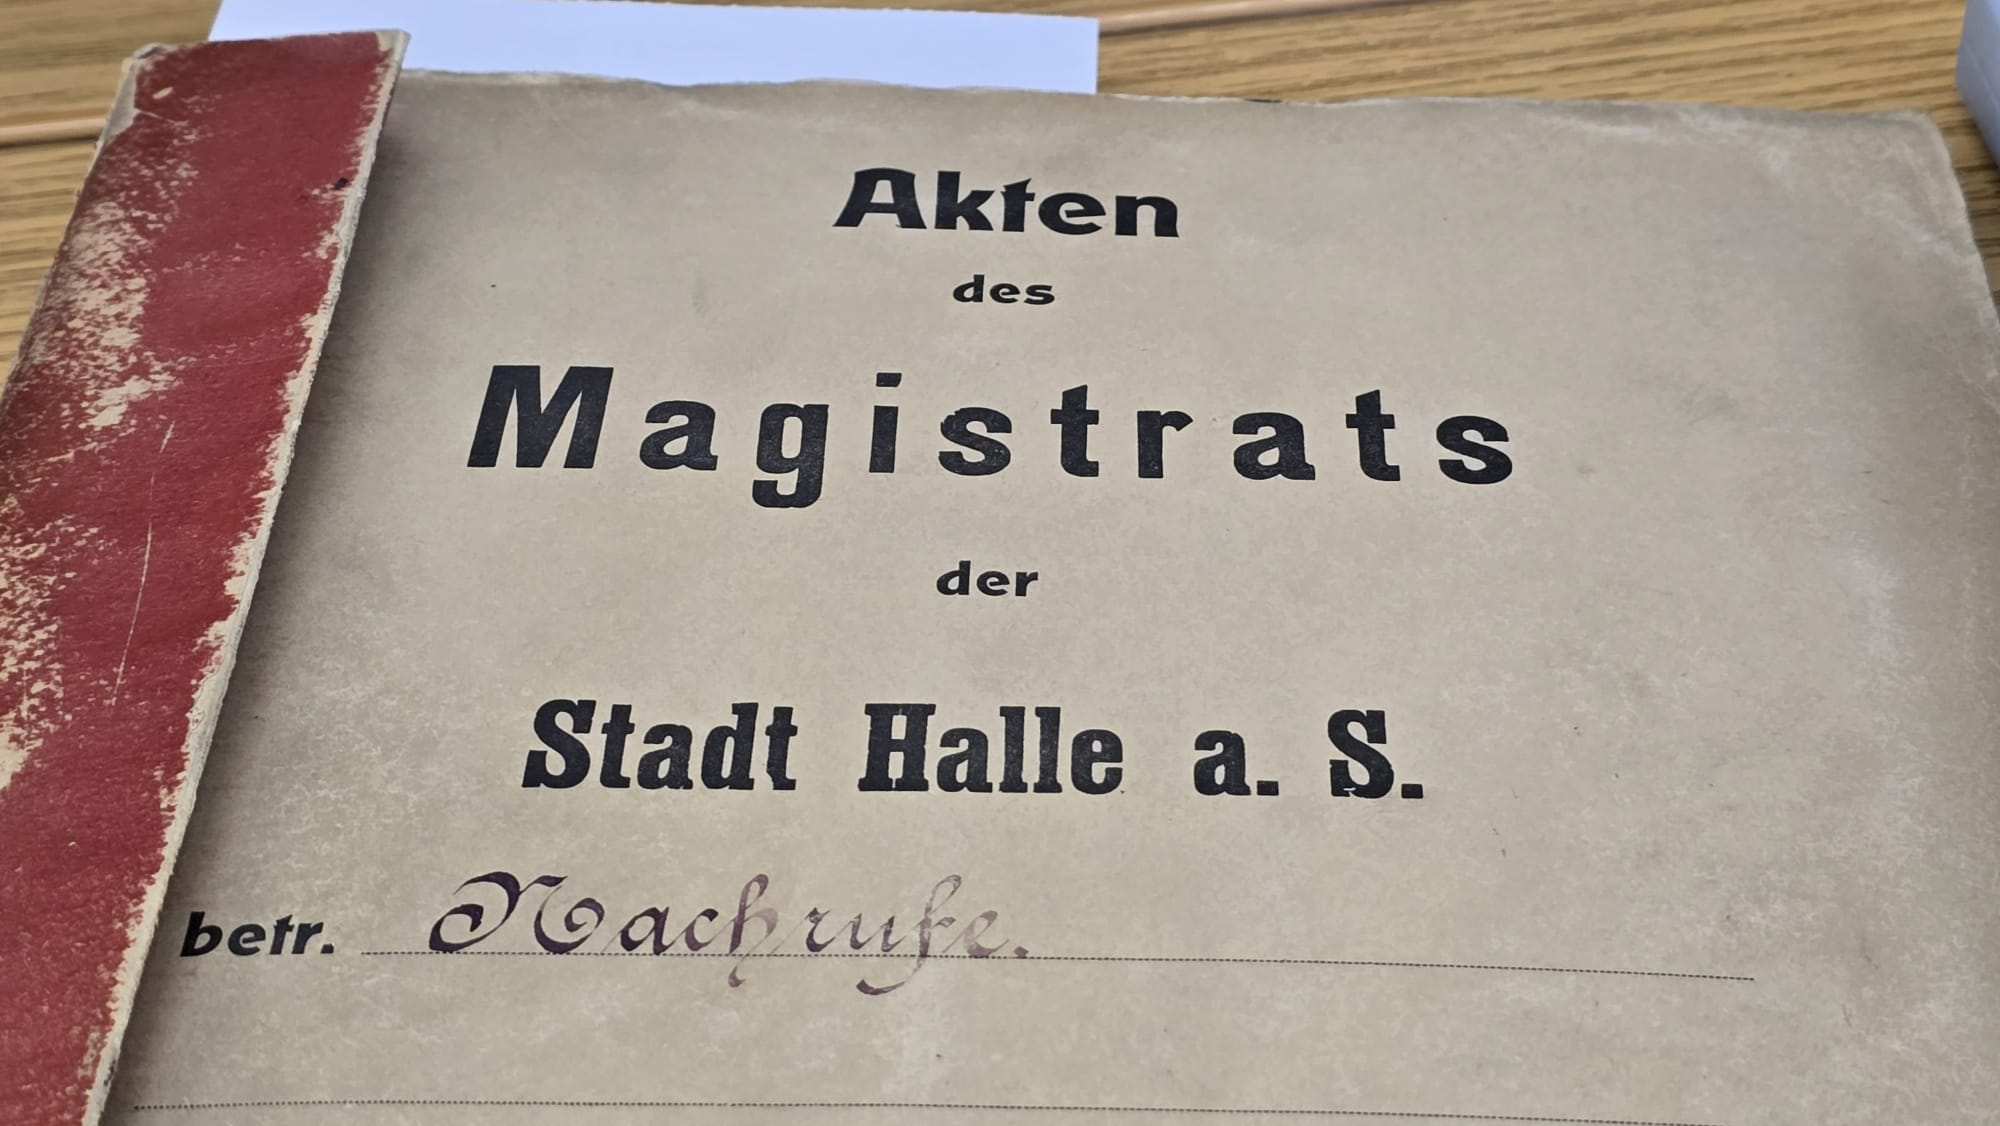 Akten
des
Magistrats
der
Stadt Halle a. S.
betr. Nachrufe.